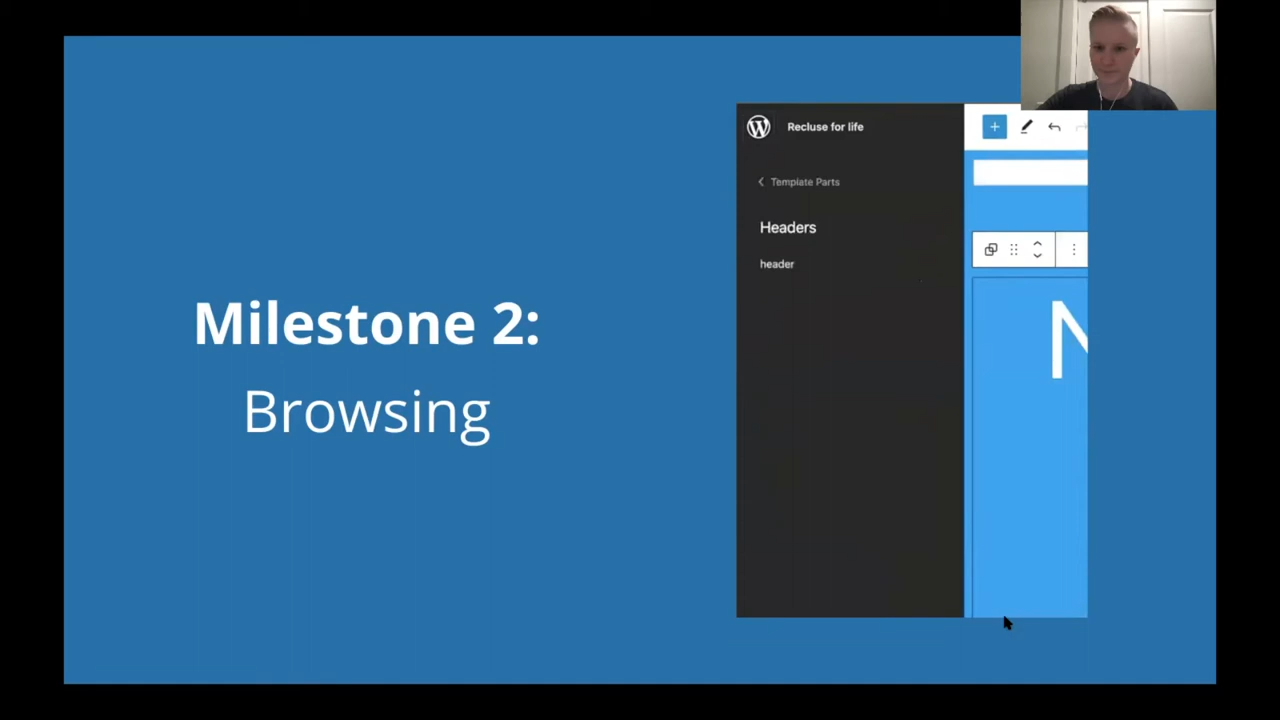 Milestone 2:
Browsing
Recluse for life
Template Parts
Headers
header
N